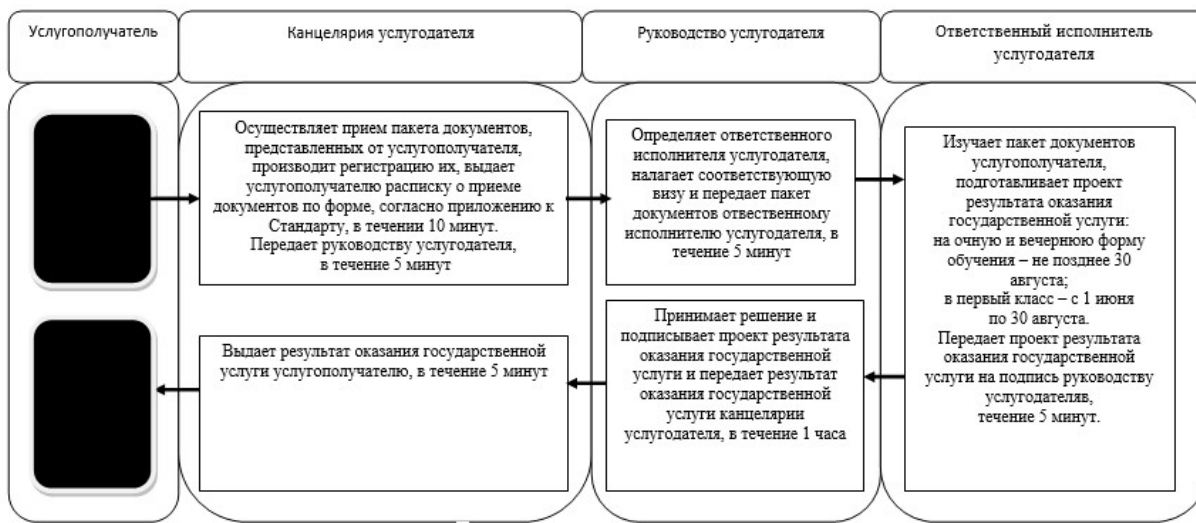 Услугополучатель
Канцелярия услугодателя
Руководство услугодателя
Ответственный исполнитель
услугодателя
Осуществляет прием пакета документов,
представленных от услугополучателя,
производит регистрацию их, выдает
услугополучателю расписку о приеме
документов по форме, согласно приложению к
Стандарту, в течении 10 минут.
Передает руководству услугодателя,
в течение 5 минут
Определяет ответственного
исполнителя услугодателя,
налагает соответствующую
визу и передает пакет
документов отвественному
исполнителю услугодателя, в
течение 5 минут
Изучает пакет документов
услугополучателя,
подготавливает проект
результата оказания
государственной услуги:
на очную и вечернюю форму
обучения – не позднее 30
августа;
в первый класс – с 1 июня
по 30 августа.
Передает проект результата
оказания государственной
услуги на подпись руководству
услугодателяв,
течение 5 минут.
Принимает решение и
подписывает проект результата
оказания государственной
услуги и передает результат
оказания государственной
услуги канцелярии
услугодателя, в течение 1 часа
Выдает результат оказания государственной
услуги услугополучателю, в течение 5 минут